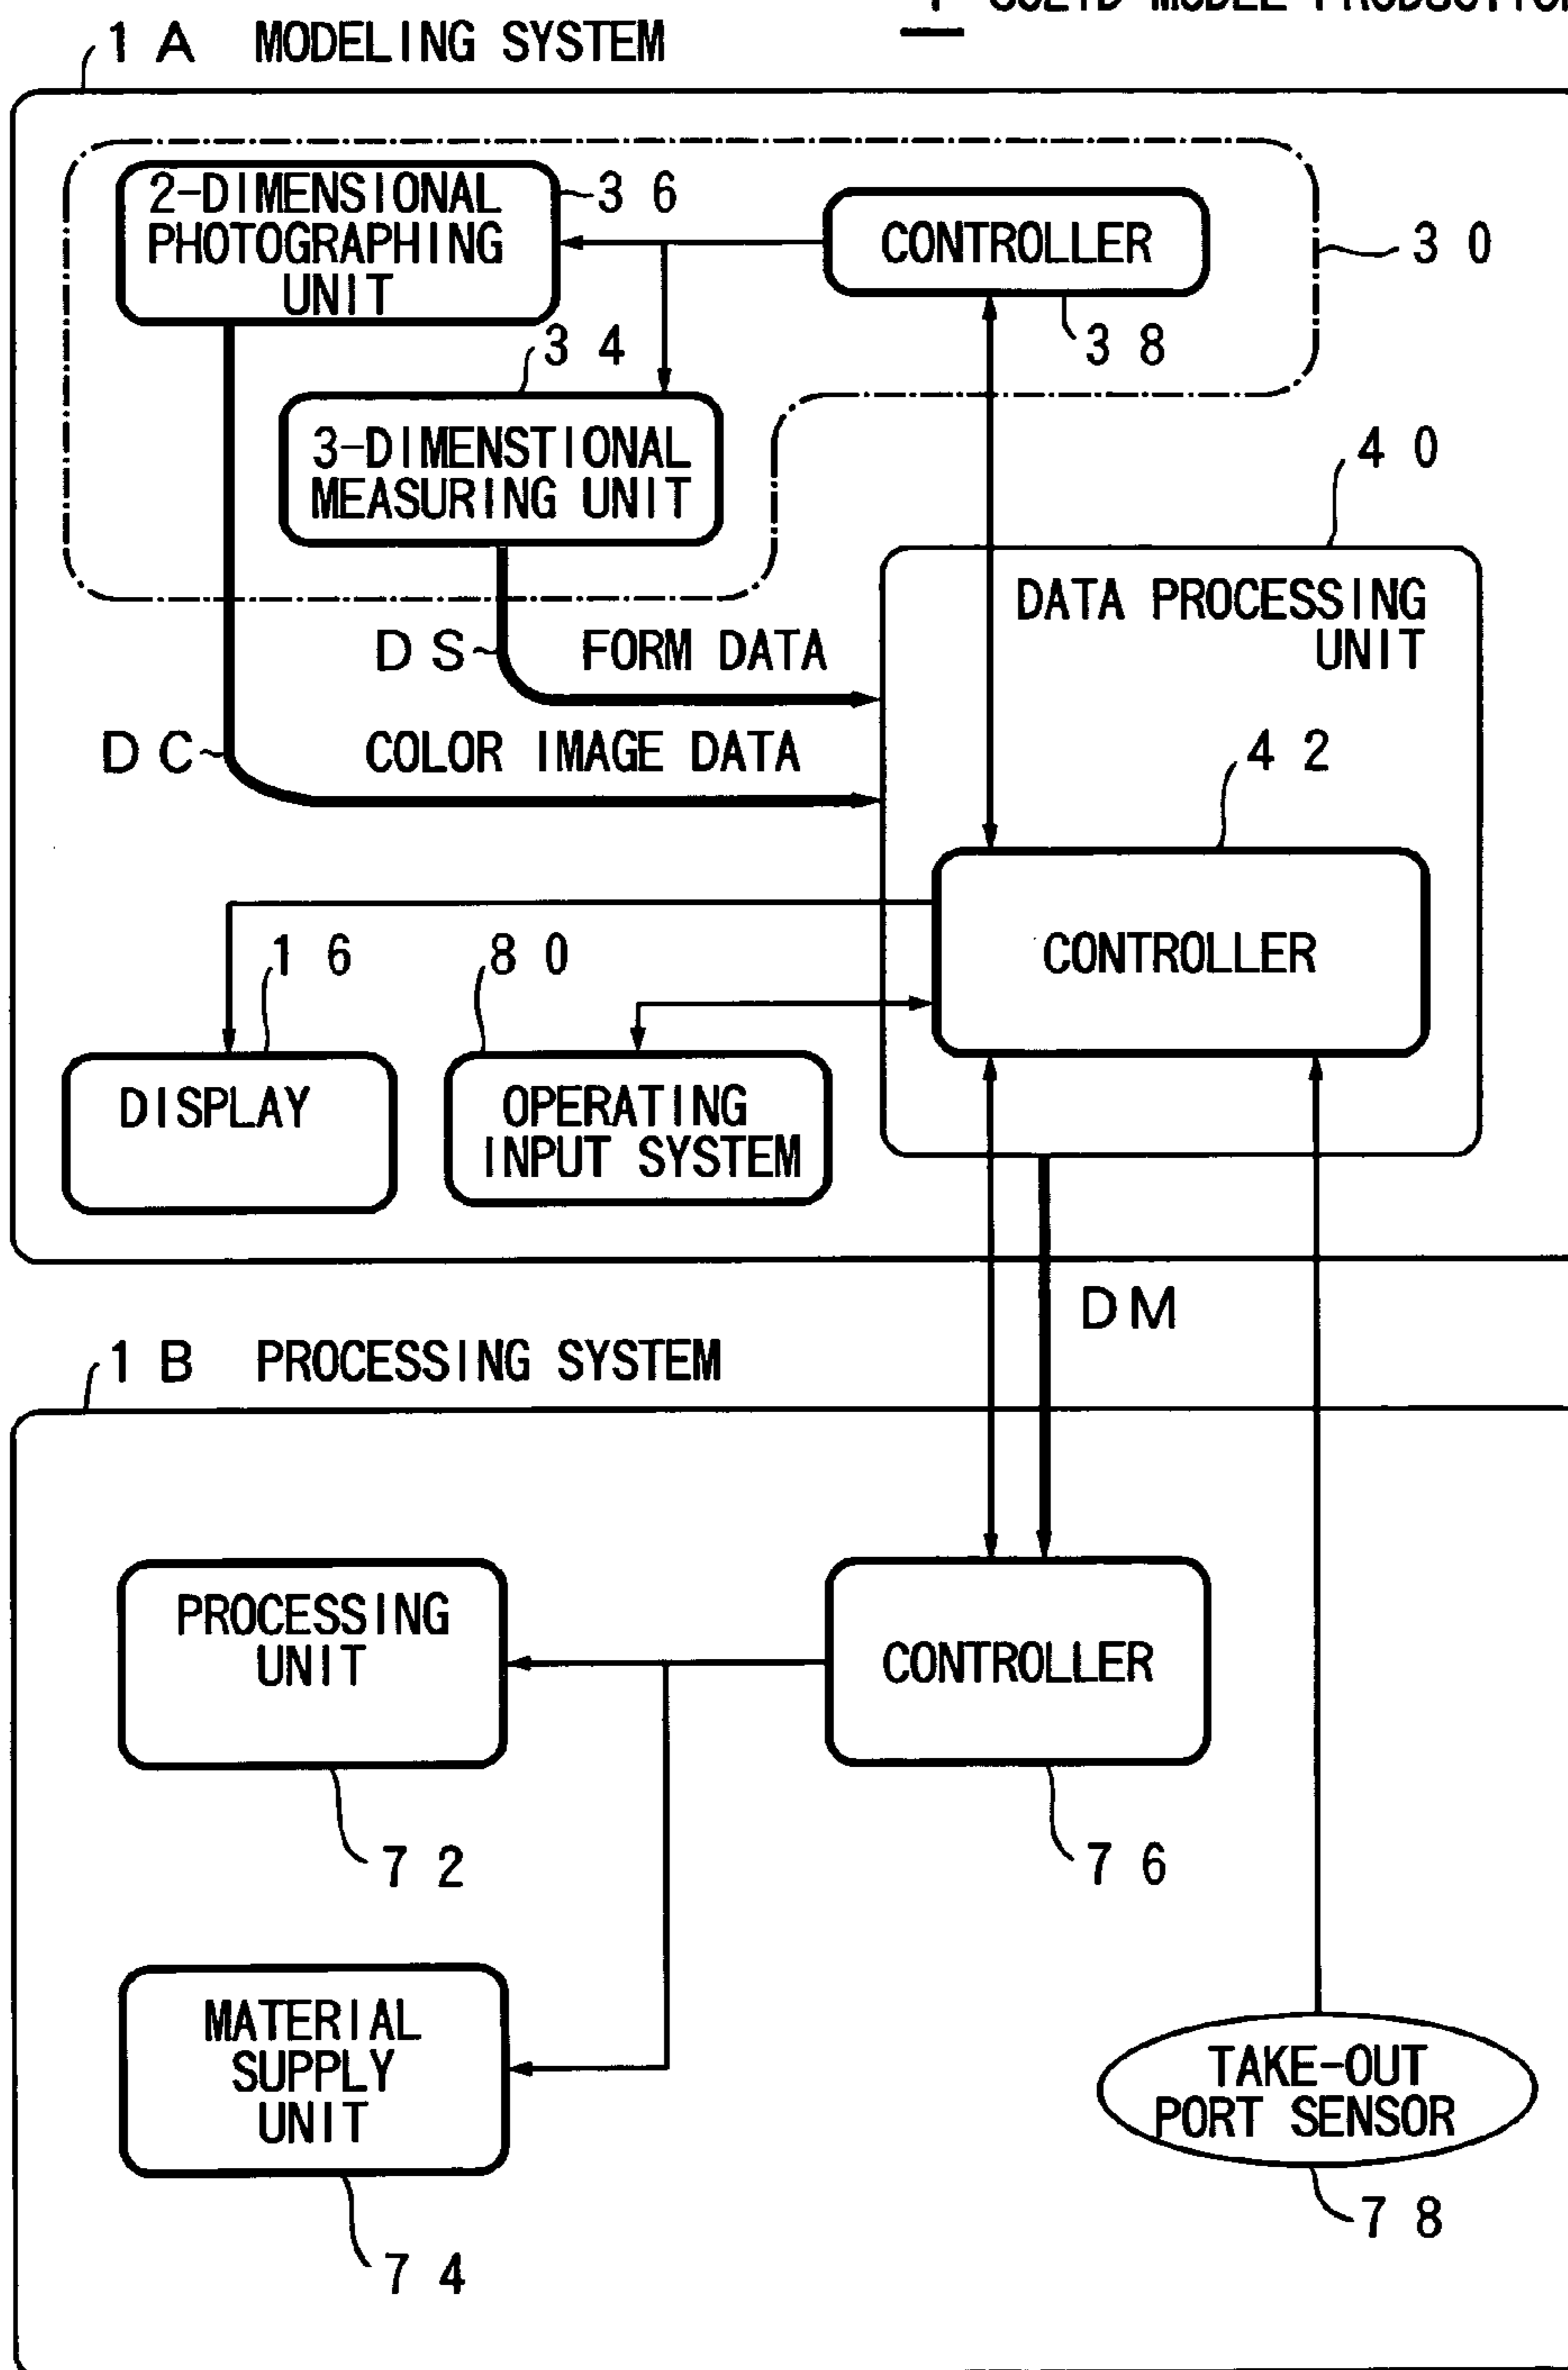 1 A MODELING SYSTEM
2-DIMENSIONAL
PHOTOGRAPHING
UNIT
3 6
CONTROLLER
3 8
3 0
3 4
3-DIMENSTIONAL
MEASURING UNIT
4 0
DATA PROCESSING
UNIT
D S
FORM DATA
D C
COLOR IMAGE DATA
4 2
CONTROLLER
1 6
8 0
DISPLAY
OPERATING
INPUT SYSTEM
D M
1 B PROCESSING SYSTEM
PROCESSING
UNIT
CONTROLLER
7 2
7 6
MATERIAL
SUPPLY
UNIT
TAKE-OUT
PORT SENSOR
7 8
7 4